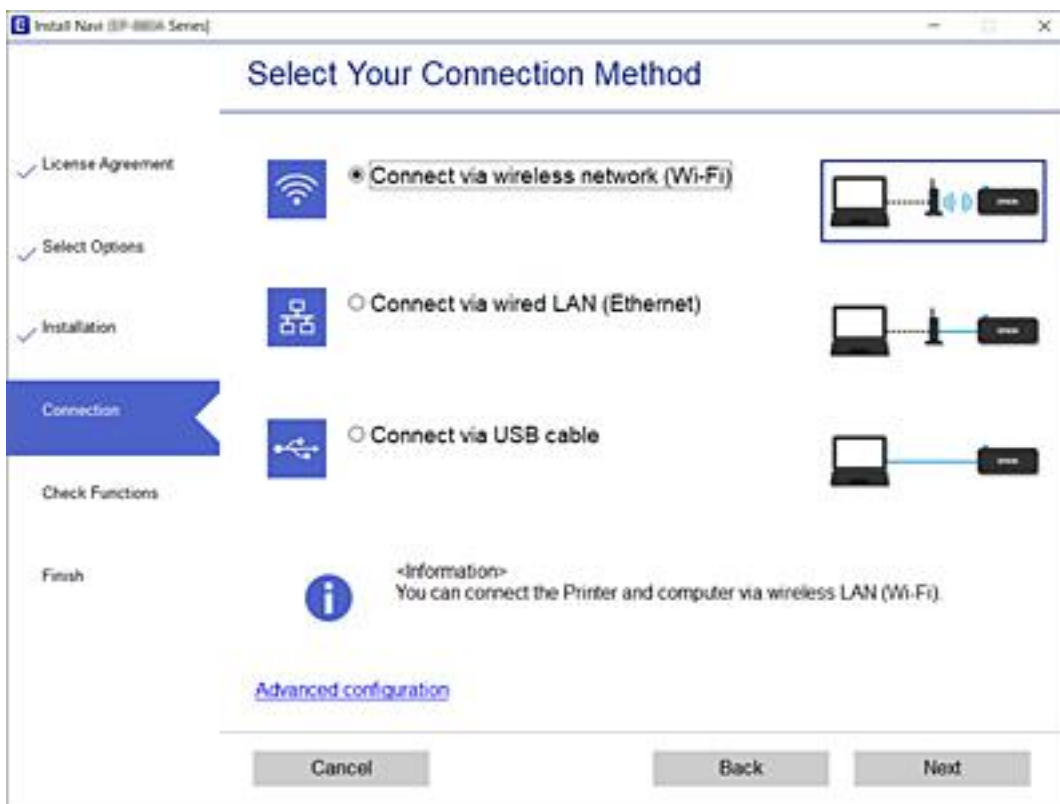 Install Navi Series]
Select Your Connection Method
License Agreement
Select Options
Installation
Connection
Check Functions
Finish
Connect via wireless network (Wi-Fi)
Connect via wired LAN (Ethernet)
Connect via USB cable
<Information>
You can connect the Printer and computer via wireless LAN (Wi-Fi).
Advanced configuration
Cancel
Back
Next